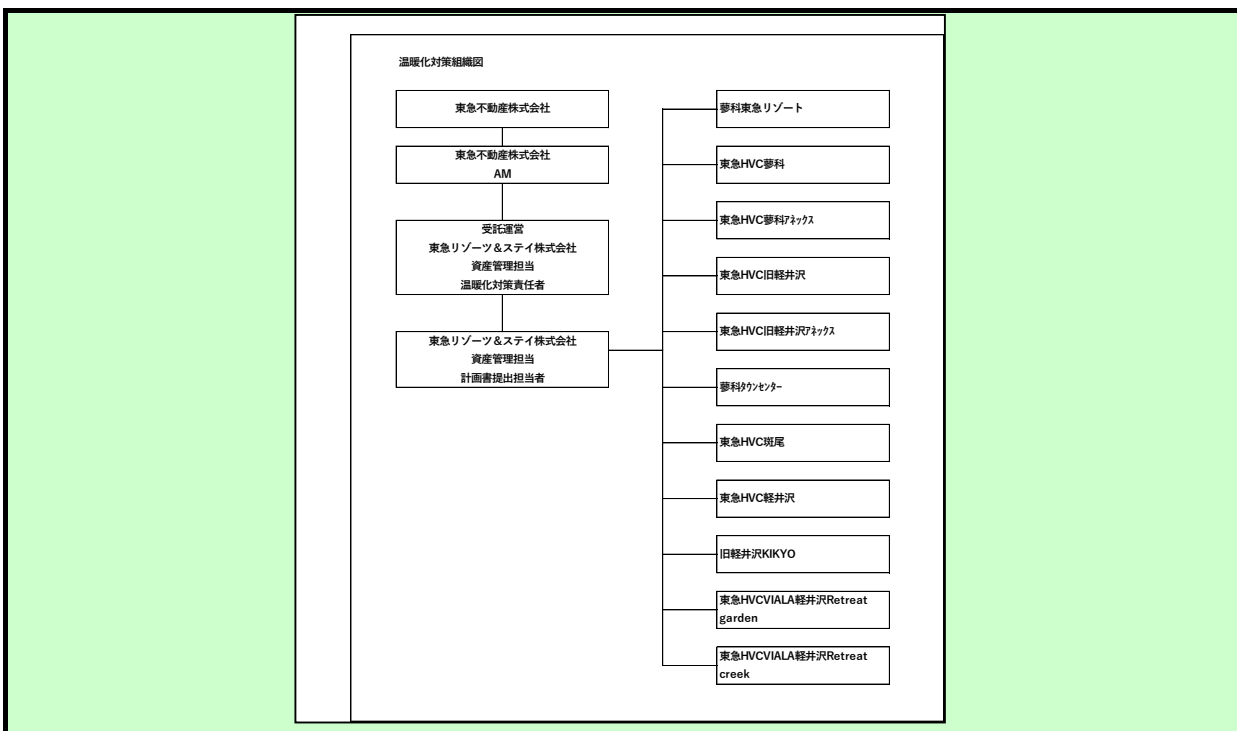 温暖化対策組織図
東急不動産株式会社
東急不動産株式会社
AM
受託運営
東急リゾーツ＆ステイ株式会社
資産管理担当
温暖化対策責任者
東急リゾーツ＆ステイ株式会社
資産管理担当
計画書提出担当者
蓼科東急リゾート
東急HVC蓼科
東急HVC蓼科ｱﾈｯｸｽ
東急HVC旧軽井沢
東急HVC旧軽井沢ｱﾈｯｸｽ
蓼科ﾀｳﾝｾﾝﾀｰ
東急HVC斑尾
東急HVC軽井沢
旧軽井沢KIKYO
東急HVCVIALA軽井沢Retreat
garden
東急HVCVIALA軽井沢Retreat
creek